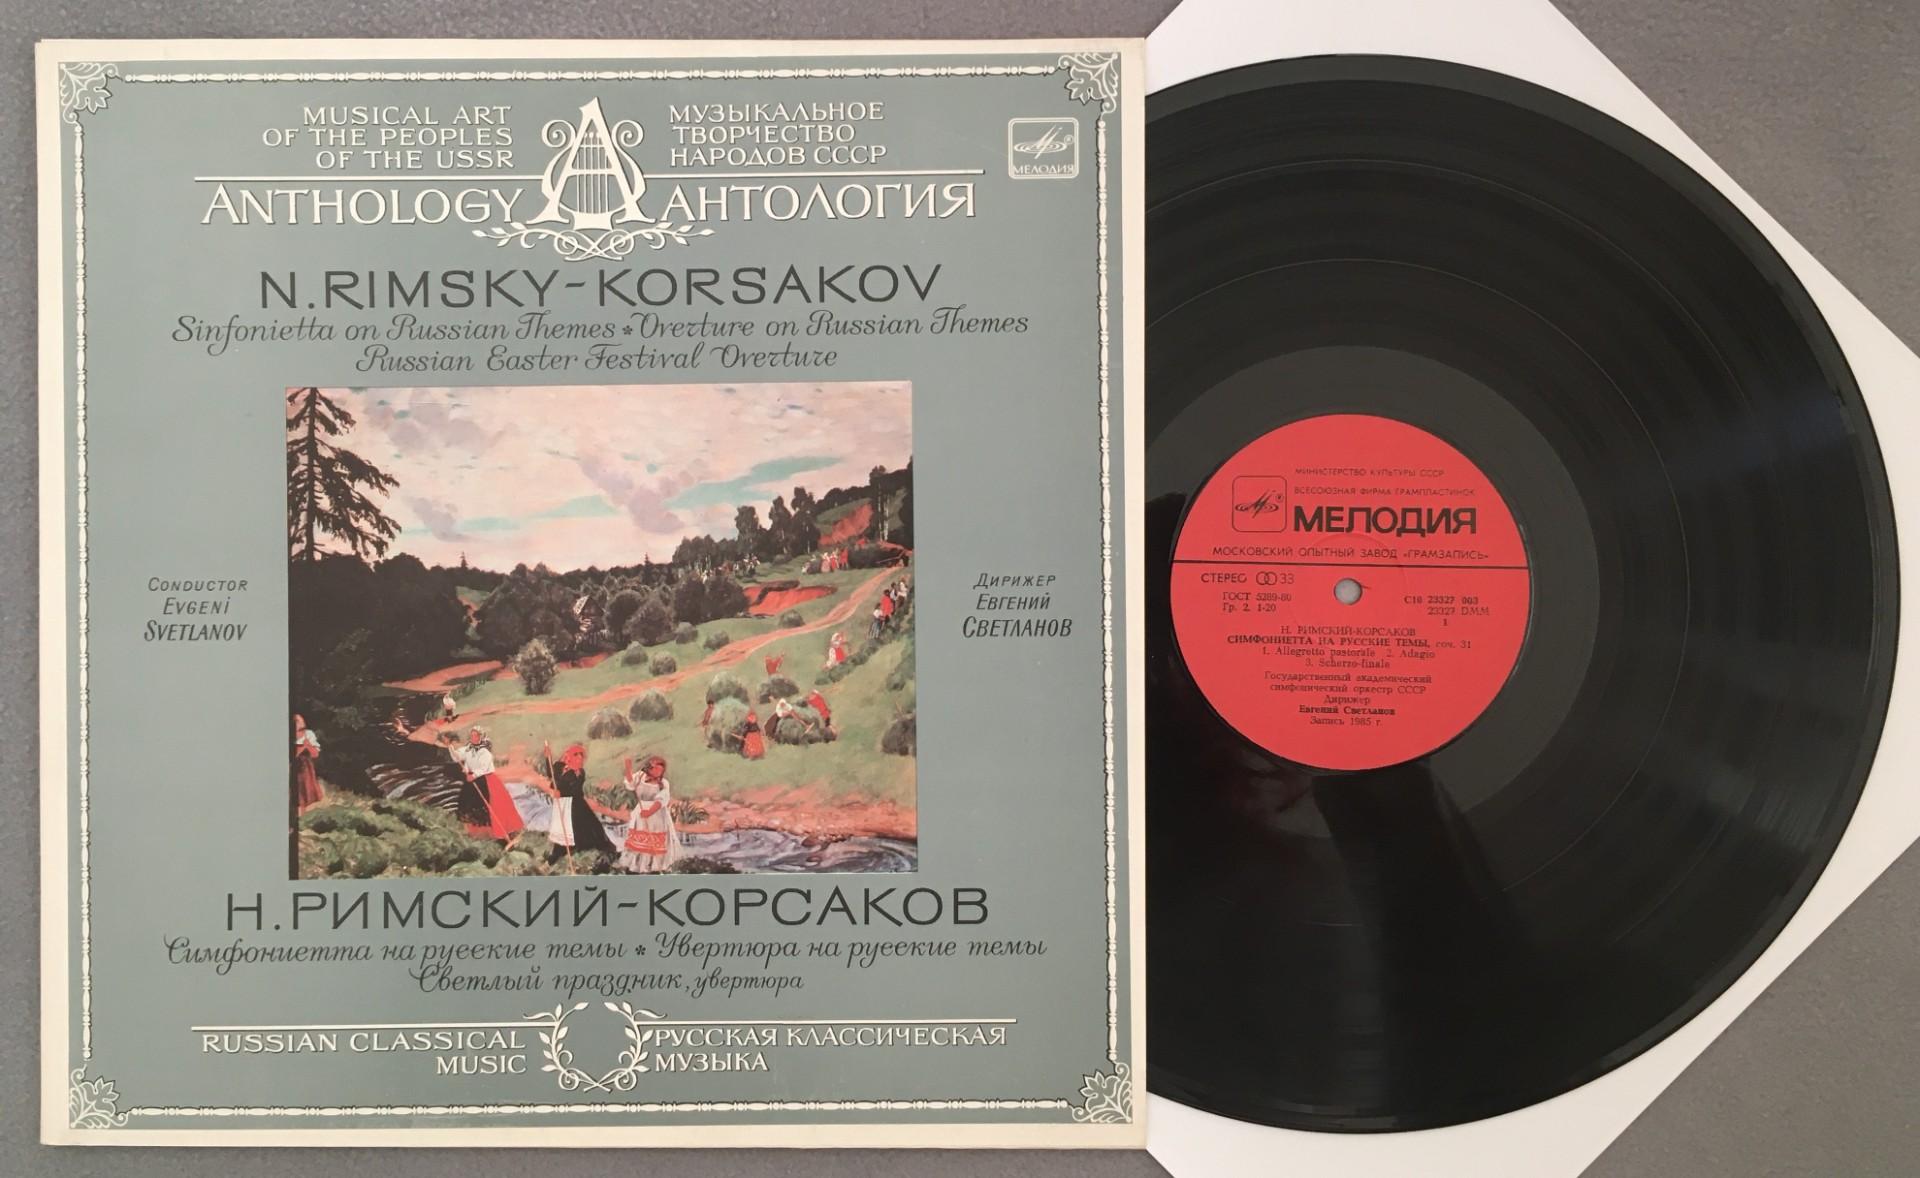 MUSICAL ART
OF THE PEOPLES
OF THE USSR
МУЗЫКАЛЬНОЕ
ТВОРЧЕСТВО
НАРОДОВ СССР
МЕЛОДИЯ
ANTHOLOGY
АНТОЛОГИЯ
N. RIMSKY-KORSAKOV
Sinfonietta on Russian Themes * Overture on Russian Themes
Russian Easter Festival Overture
CONDUCTOR
EVGENI
SVETLANOV
ДИРИЖЕР
ЕВГЕНИЙ
СВЕТЛАНОВ
Н. РИМСКИЙ-КОРСАКОВ
Симфониетта на русские темы * Увертюра на русские темы
Светлый праздник, увертюра
RUSSIAN CLASSICAL
MUSIC
РУССКАЯ КЛАССИЧЕСКАЯ
МУЗЫКА
МИНИСТЕРСТВО КУЛЬТУРЫ СССР
ВСЕСОЮЗНАЯ ФИРМА ГРАМПЛАСТИНОК
МЕЛОДИЯ
МОСКОВСКИЙ ОПЫТНЫЙ ЗАВОД «ГРАМЗАПИСЬ»
СТЕРЕО 33
ГОСТ 5289-80
Гр. 2. 1-20
С10 23327 003
23327 DMM
1
Н. РИМСКИЙ-КОРСАКОВ
СИМФОНИЕТТА НА РУССКИЕ ТЕМЫ, соч. 31
1. Allegretto pastorale 2. Adagio
3. Scherzo-finale
Государственный академический
симфонический оркестр СССР
Дирижер
Евгений Светланов
Запись 1985 г.